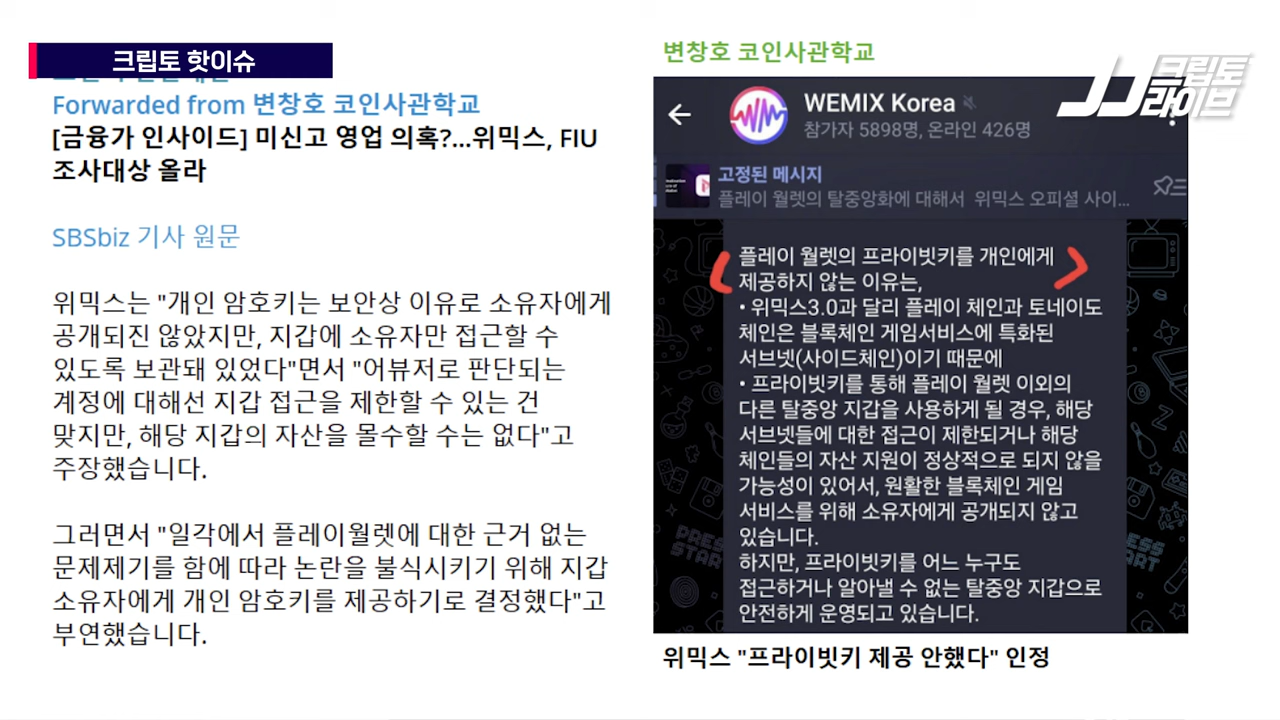 크립토 핫이슈
Forwarded from 변창호 코인사관학교
[금융가 인사이드] 미신고 영업 의혹?...위믹스, FIU
조사대상 올라
SBSbiz 기사 원문
위믹스는 "개인 암호키는 보안상 이유로 소유자에게
공개되진 않았지만, 지갑에 소유자만 접근할 수
있도록 보관돼 있었다"면서 "어뷰저로 판단되는
계정에 대해선 지갑 접근을 제한할 수 있는 건
맞지만, 해당 지갑의 자산을 몰수할 수는 없다"고
주장했습니다.
그러면서 "일각에서 플레이월렛에 대한 근거 없는
문제제기를 함에 따라 논란을 불식시키기 위해 지갑
소유자에게 개인 암호키를 제공하기로 결정했다"고
부연했습니다.
변창호 코인사관학교
JJ 크립토
라이브
WEMIX Korea
참가자 5898명, 온라인 426명
고정된 메시지
플레이 월렛의 탈중앙화에 대해서 위믹스 오피셜 사이...
플레이 월렛의 프라이빗키를 개인에게
제공하지 않는 이유는,
• 위믹스3.0과 달리 플레이 체인과 토네이도
체인은 블록체인 게임서비스에 특화된
서브넷(사이드체인)이기 때문에
• 프라이빗키를 통해 플레이 월렛 이외의
다른 탈중앙 지갑을 사용하게 될 경우, 해당
서브넷들에 대한 접근이 제한되거나 해당
체인들의 자산 지원이 정상적으로 되지 않을
가능성이 있어서, 원활한 블록체인 게임
서비스를 위해 소유자에게 공개되지 않고
있습니다.
하지만, 프라이빗키를 어느 누구도
접근하거나 알아낼 수 없는 탈중앙 지갑으로
안전하게 운영되고 있습니다.
PRESS
START
ESS
ART
위믹스 "프라이빗키 제공 안했다" 인정